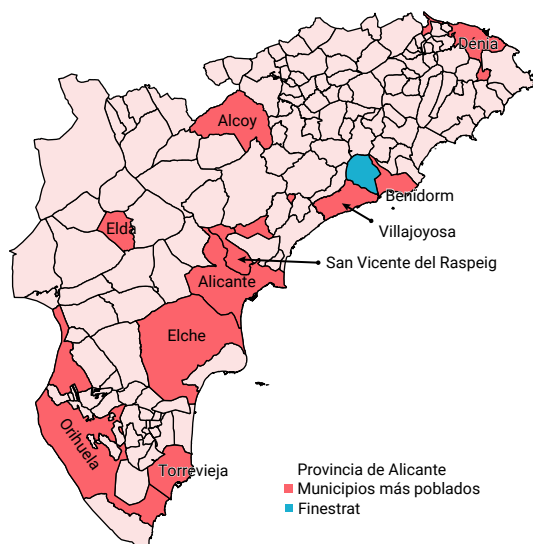 Dénia
Alcoy
Benidorm
Elda
Villajoyosa
San Vicente del Raspeig
Alicante
Elche
Orihuela
Torrevieja
Provincia de Alicante
Municipios más poblados
Finestrat